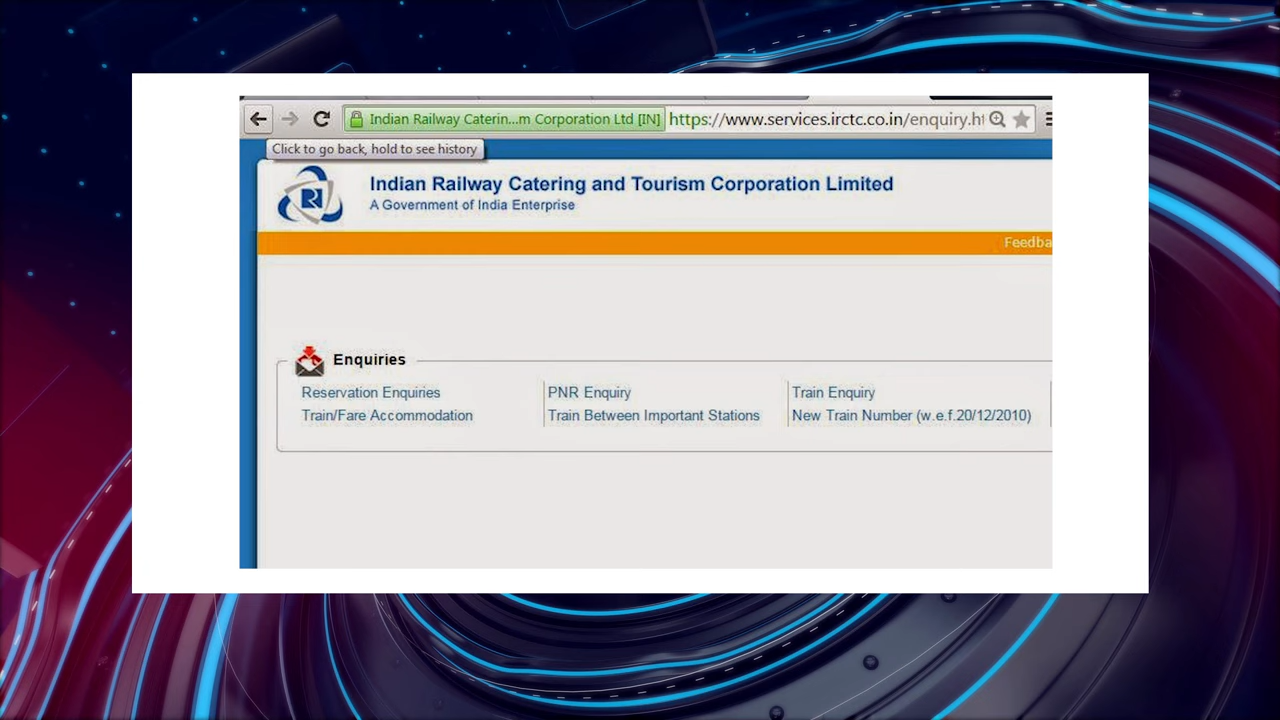 Indian Railway Caterin...m Corporation Ltd [IN] https://www.services.irctc.co.in/enquiry.ht
Click to go back, hold to see history
Indian Railway Catering and Tourism Corporation Limited
A Government of India Enterprise
Feedba
Enquiries
Reservation Enquiries PNR Enquiry Train Enquiry
Train/Fare Accommodation Train Between Important Stations New Train Number (w.e.f.20/12/2010)